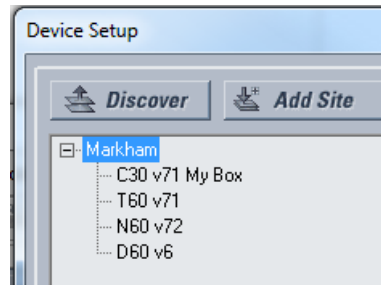 Device Setup
Discover Add Site
Markham
C30 v71 My Box
T60 v71
N60 v72
D60 v6